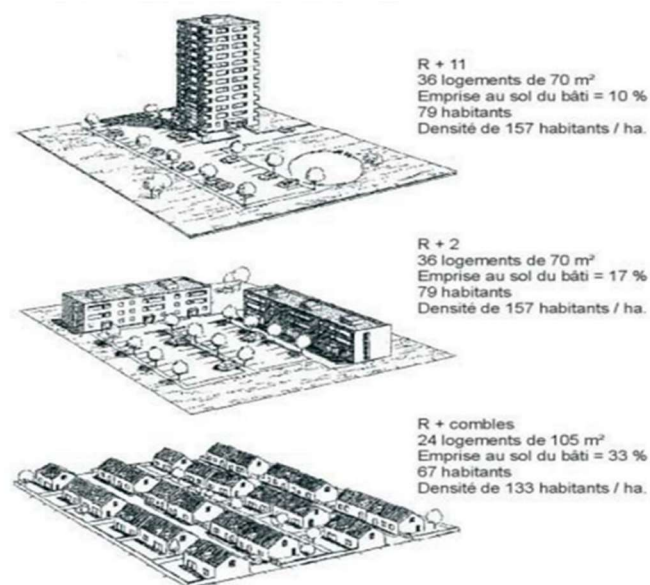 R + 11
36 logements de 70 m²
Emprise au sol du bâti = 10 %
79 habitants
Densité de 157 habitants / ha.
R + 2
36 logements de 70 m²
Emprise au sol du bâti = 17 %
79 habitants
Densité de 157 habitants / ha.
R + combles
24 logements de 105 m²
Emprise au sol du bâti = 33 %
67 habitants
Densité de 133 habitants / ha.